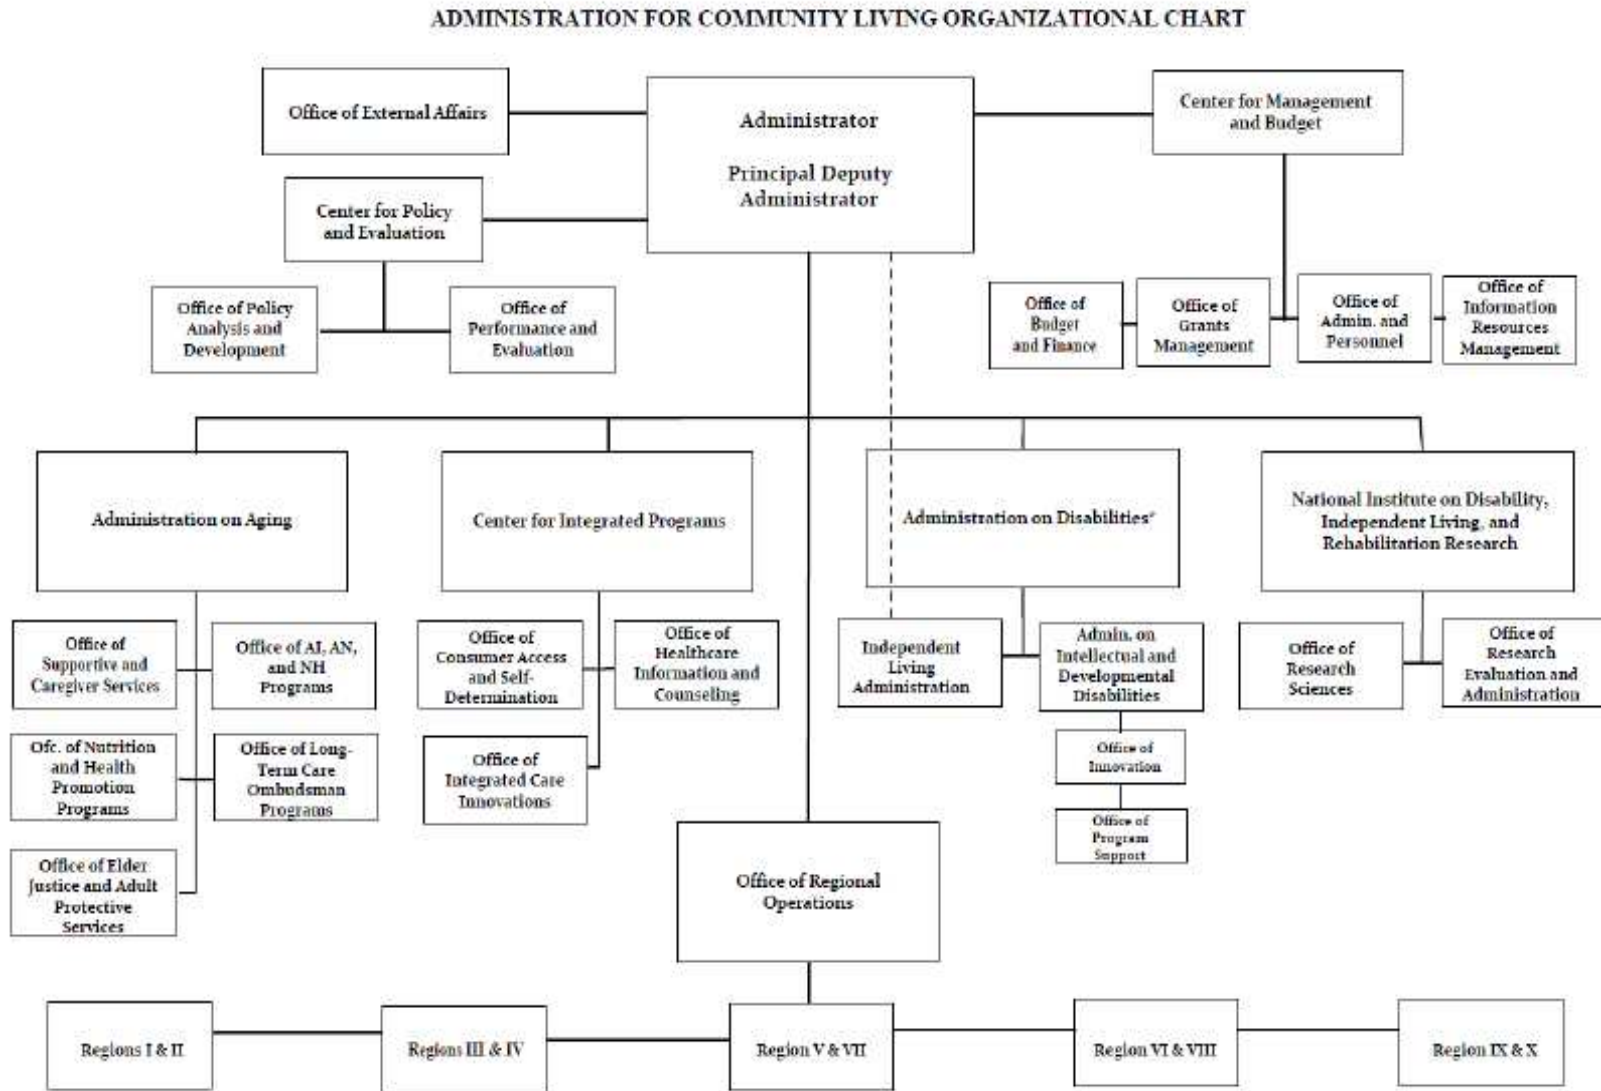 ADMINISTRATION FOR COMMUNITY LIVING ORGANIZATIONAL CHART
Office of External Affairs
Administrator
Principal Deputy
Administrator
Center for Management
and Budget
Center for Policy
and Evaluation
Office of Policy
Analysis and
Development
Office of
Performance and
Evaluation
Office of
Budget
and Finance
Office of
Grants
Management
Office of
Admin. and
Personnel
Office of
Information
Resources
Management
Administration on Aging
Center for Integrated Programs
Administration on Disabilities*
National Institute on Disability,
Independent Living, and
Rehabilitation Research
Office of
Supportive and
Caregiver Services
Office of AI, AN,
and NH
Programs
Office of
Consumer Access
and Self-
Determination
Office of
Healthcare
Information and
Counseling
Independent
Living
Administration
Admin. on
Intellectual and
Developmental
Disabilities
Office of
Research
Sciences
Office of
Research
Evaluation and
Administration
Ofc. of Nutrition
and Health
Promotion
Programs
Office of Long-
Term Care
Ombudsman
Programs
Office of
Integrated Care
Innovations
Office of
Innovation
Office of
Program
Support
Office of Elder
Justice and Adult
Protective
Services
Office of Regional
Operations
Regions I & II
Regions III & IV
Region V & VII
Region VI & VIII
Region IX & X